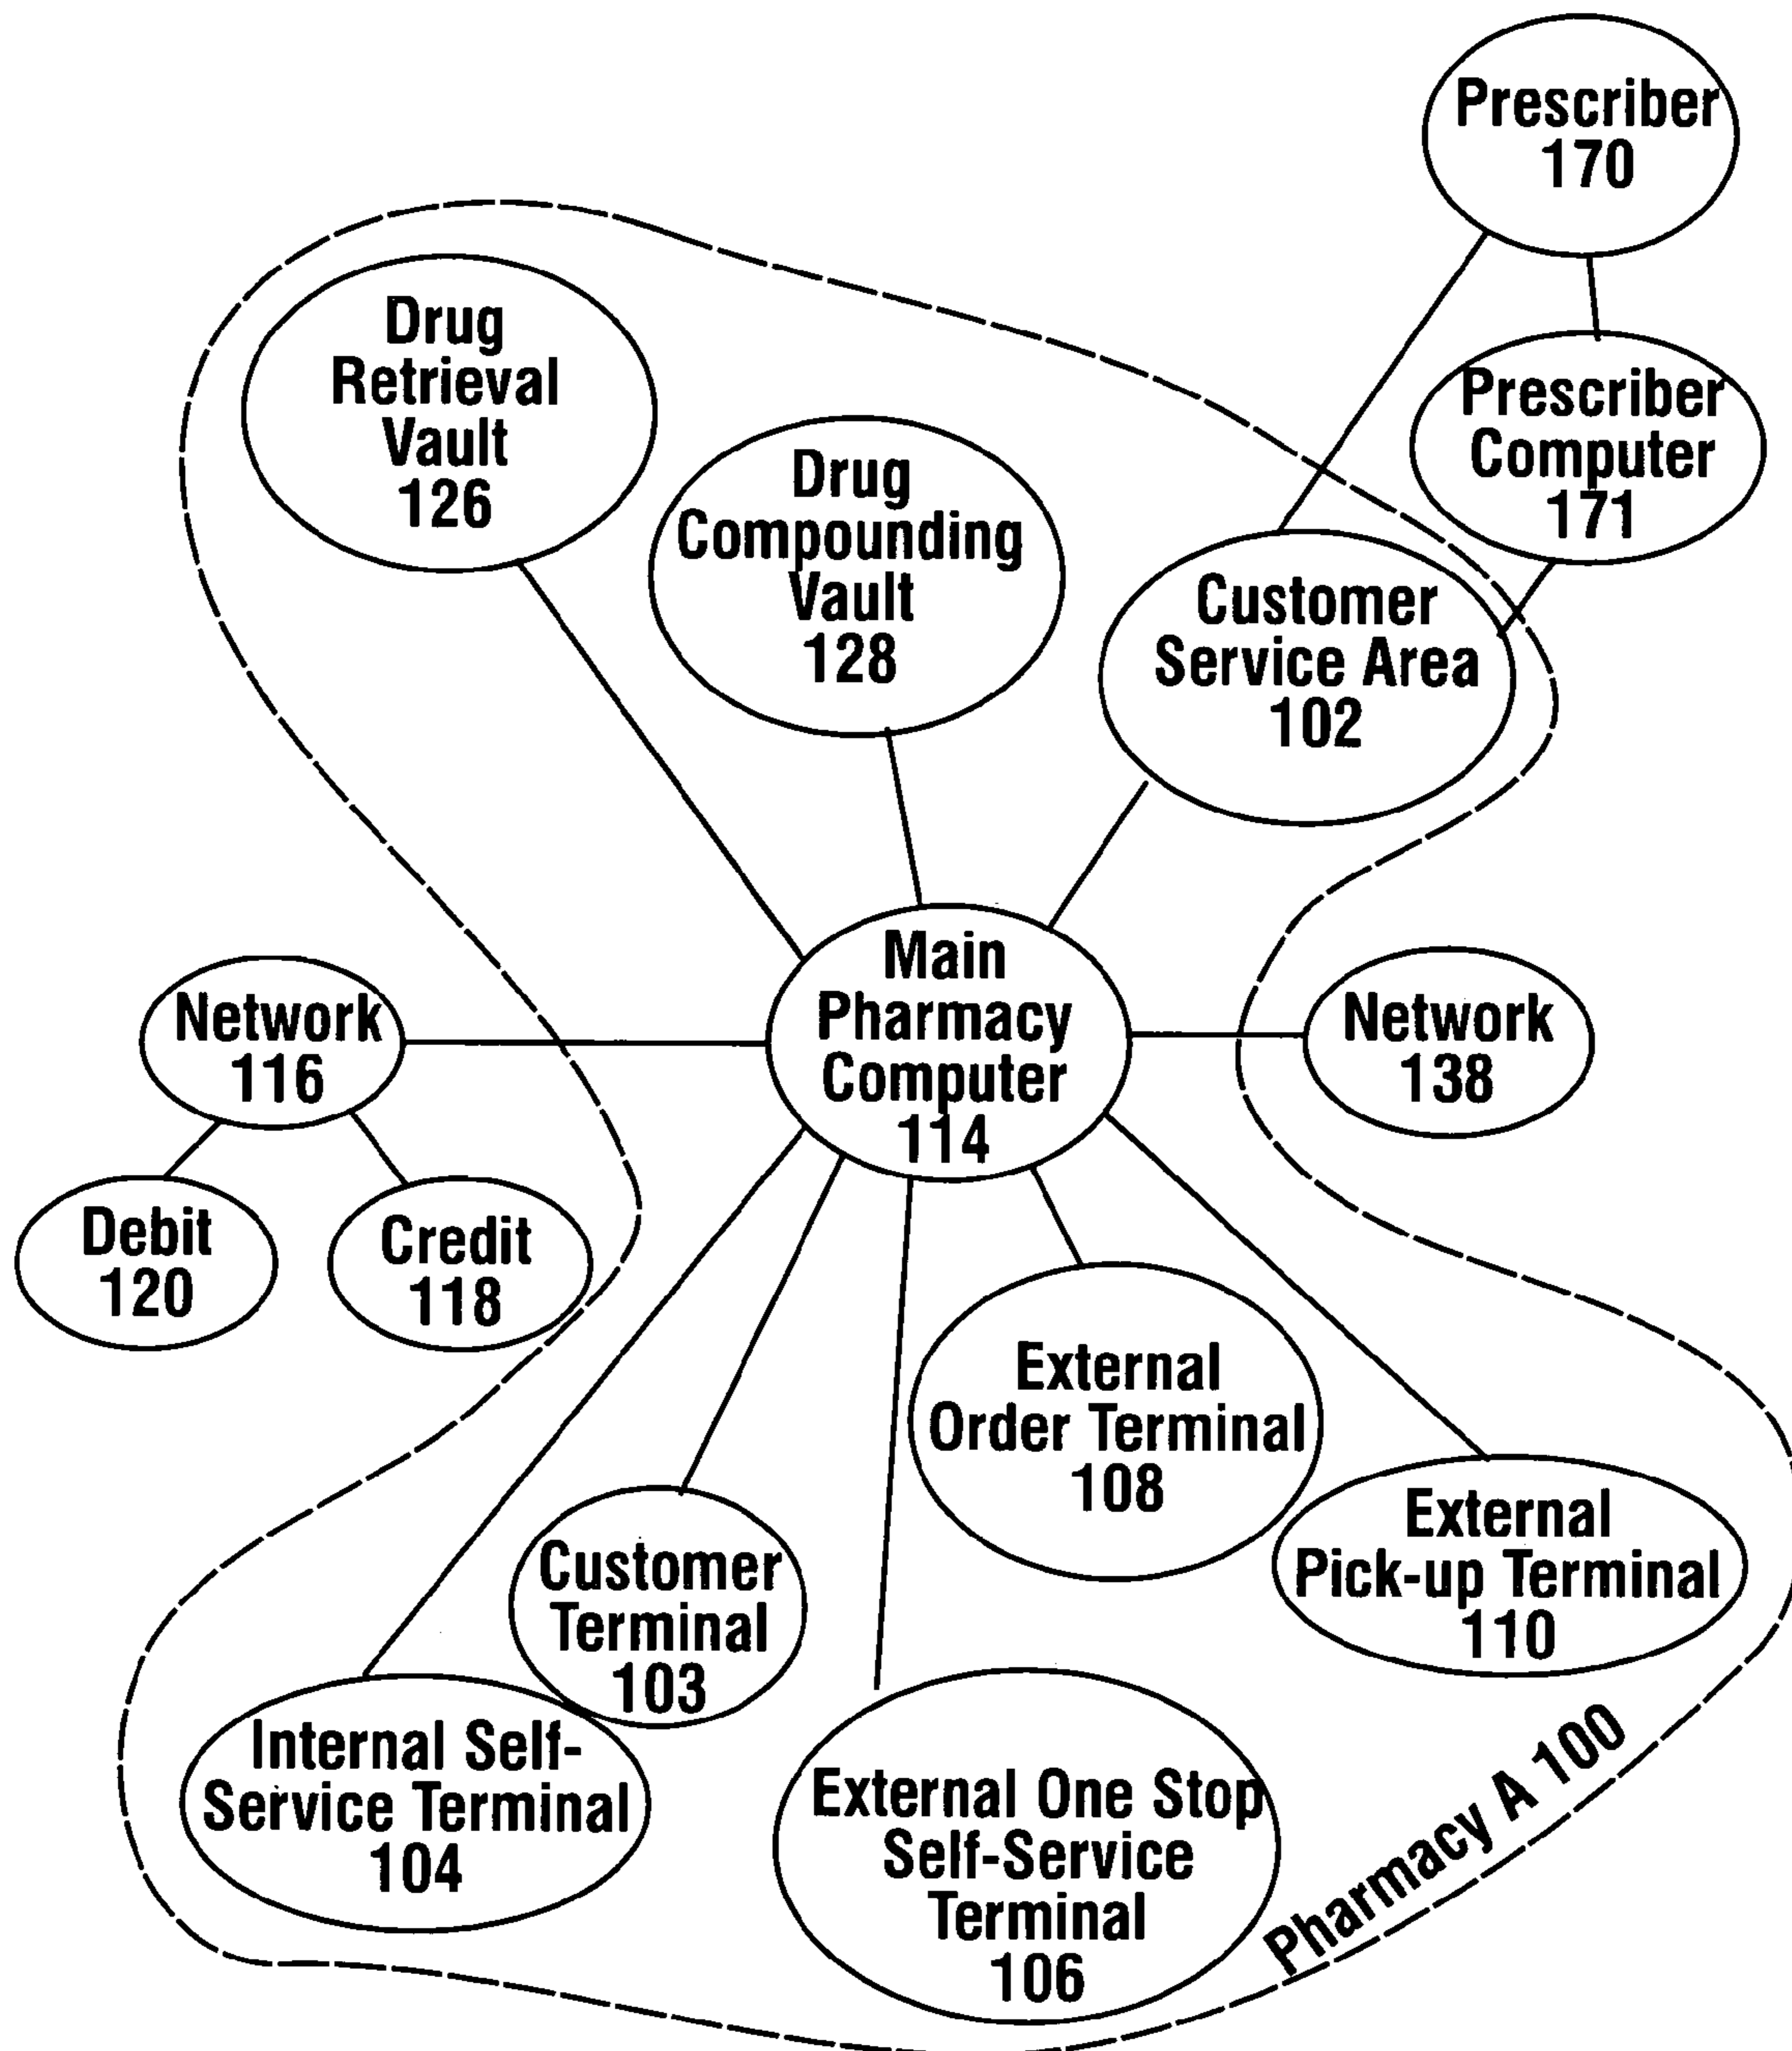 Prescriber
170
Prescriber
Computer
171
Drug
Retrieval
Vault
126
Drug
Compounding
Vault
128
Customer
Service Area
102
Main
Pharmacy
Computer
114
Network
116
Network
138
Debit
120
Credit
118
External
Order Terminal
108
External
Pick-up Terminal
110
Customer
Terminal
103
Internal Self-
Service Terminal
104
External One Stop
Self-Service
Terminal
106
Pharmacy A 100